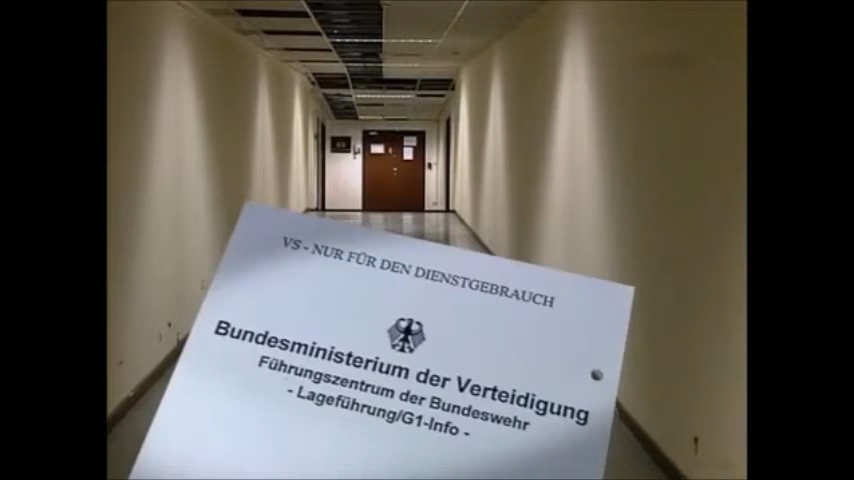 VS - NUR FÜR DEN DIENSTGEBRAUCH
Bundesministerium der Verteidigung
Führungszentrum der Bundeswehr
- Lageführung/G1-Info -